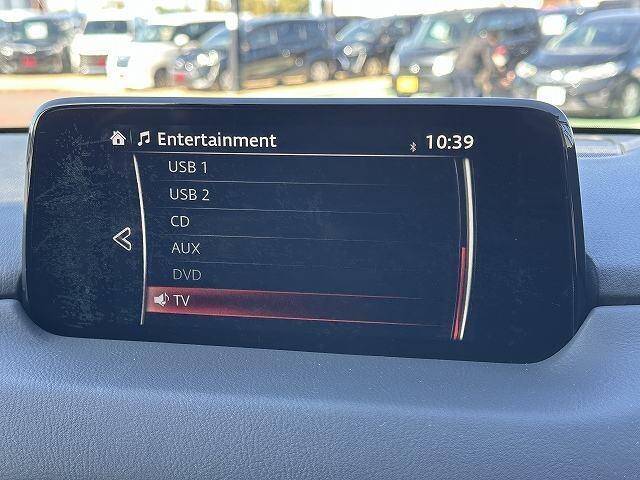 Entertainment 10:39
USB 1
USB 2
CD
AUX
DVD
TV